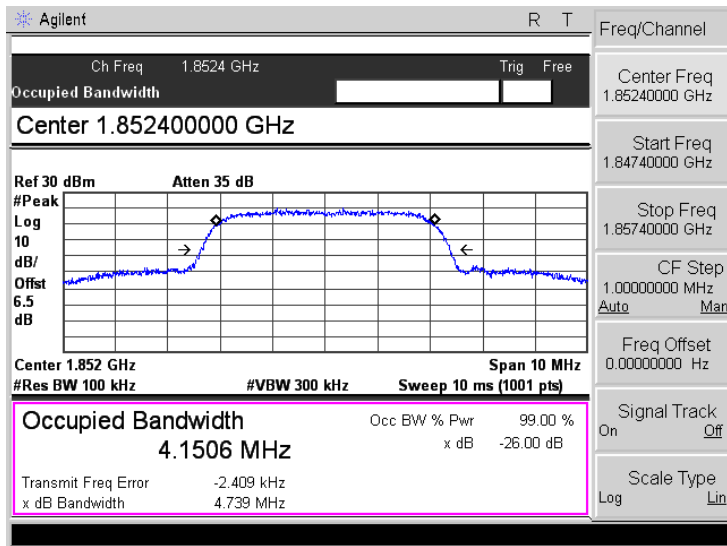 Agilent R T
Ch Freq 1.8524 GHz Trig Free
Occupied Bandwidth
Center 1.852400000 GHz
Ref 30 dBm Atten 35 dB
#Peak
Log
10
dB/
Offst
6.5
dB
Center 1.852 GHz Span 10 MHz
#Res BW 100 kHz #VBW 300 kHz Sweep 10 ms (1001 pts)
Occupied Bandwidth Occ BW % Pwr 99.00 %
4.1506 MHz x dB -26.00 dB
Transmit Freq Error -2.409 kHz
x dB Bandwidth 4.739 MHz
Freq/Channel
Center Freq
1.85240000 GHz
Start Freq
1.84740000 GHz
Stop Freq
1.85740000 GHz
CF Step
1.00000000 MHz
Auto Man
Freq Offset
0.00000000 Hz
Signal Track
On Off
Scale Type
Log Lin